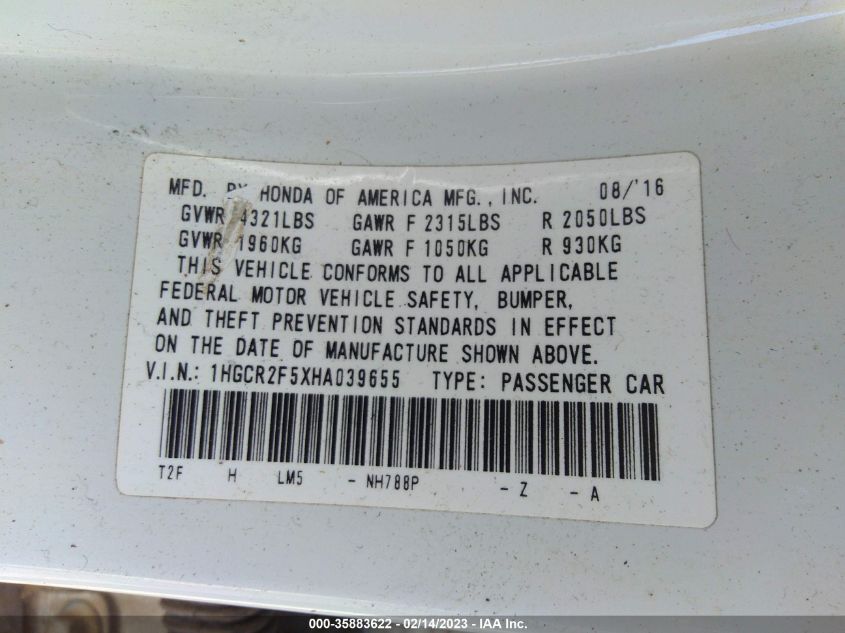 MFD. BY HONDA OF AMERICA MFG., INC. 08/'16
GVWR 4321LBS GAWR F 2315LBS R 2050LBS
GVWR 1960KG GAWR F 1050KG R 930KG
THIS VEHICLE CONFORMS TO ALL APPLICABLE
FEDERAL MOTOR VEHICLE SAFETY, BUMPER,
AND THEFT PREVENTION STANDARDS IN EFFECT
ON THE DATE OF MANUFACTURE SHOWN ABOVE.
V.I.N.: 1HGCR2F5XHA039655 TYPE: PASSENGER CAR
T2F H LM5 - NH788P - Z - A
000-35883622 - 02/14/2023 - IAA Inc.